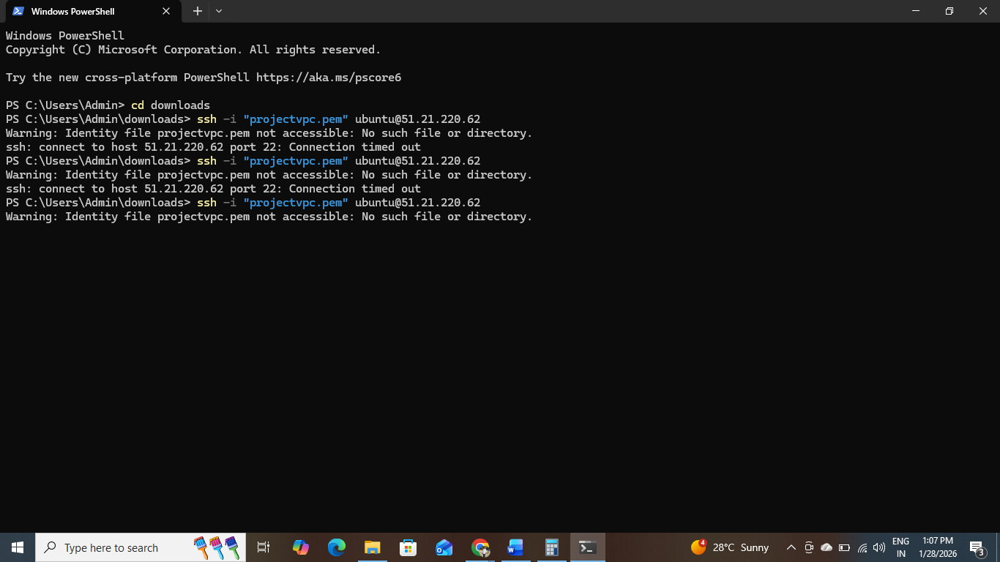 Windows PowerShell
Windows PowerShell
Copyright (C) Microsoft Corporation. All rights reserved.
Try the new cross-platform PowerShell https://aka.ms/pscore6
PS C:\Users\Admin> cd downloads
PS C:\Users\Admin\downloads> ssh -i "projectvpc.pem" ubuntu@51.21.220.62
Warning: Identity file projectvpc.pem not accessible: No such file or directory.
ssh: connect to host 51.21.220.62 port 22: Connection timed out
PS C:\Users\Admin\downloads> ssh -i "projectvpc.pem" ubuntu@51.21.220.62
Warning: Identity file projectvpc.pem not accessible: No such file or directory.
ssh: connect to host 51.21.220.62 port 22: Connection timed out
PS C:\Users\Admin\downloads> ssh -i "projectvpc.pem" ubuntu@51.21.220.62
Warning: Identity file projectvpc.pem not accessible: No such file or directory.
Type here to search
4
28°C Sunny
ENG
IN
1:07 PM
1/28/2026
3